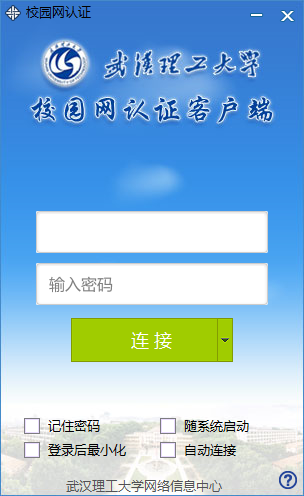 校园网认证
武汉理工大学
校园网认证客户端
输入密码
连接
记住密码
随系统启动
登录后最小化
自动连接
武汉理工大学网络信息中心